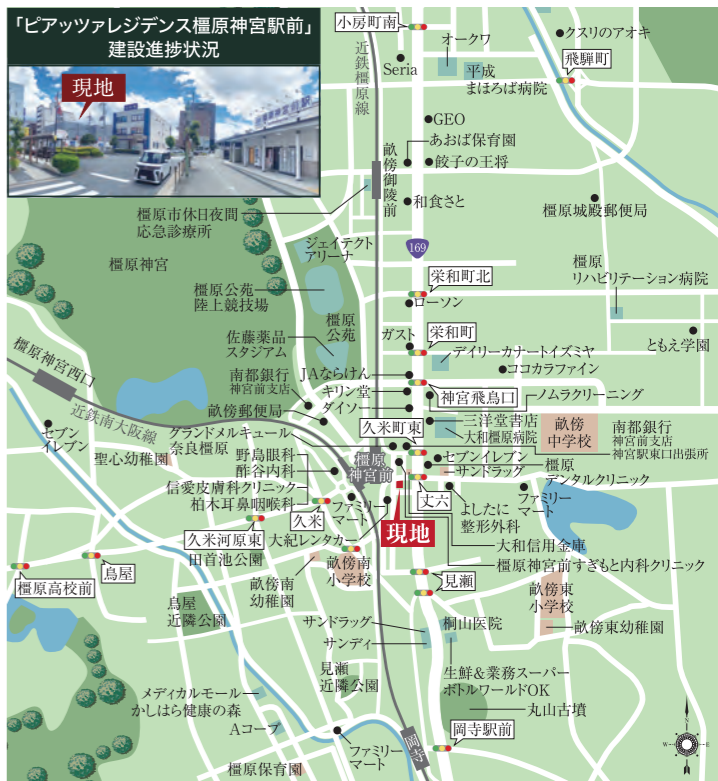 「ピアッツァレジデンス橿原神宮駅前」
建設進捗状況
現地
小房町南
近鉄橿原線
Seria
オークワ
平成
まほろば病院
クスリのアオキ
飛騨町
GEO
あおば保育園
餃子の王将
畝傍御陵前
和食さと
橿原城殿郵便局
橿原市休日夜間
応急診療所
ジェイテクト
アリーナ
169
橿原神宮
橿原公苑
陸上競技場
栄和町北
ローソン
橿原
リハビリテーション病院
橿原
公苑
佐藤薬品
スタジアム
ガスト
栄和町
デイリーカナートイズミヤ
ココカラファイン
ともえ学園
橿原神宮西口
近鉄南大阪線
南都銀行
神宮前支店
JAならけん
キリン堂
ダイソー
神宮飛鳥口
ノムラクリーニング
畝傍郵便局
久米町東
三洋堂書店
大和橿原病院
畝傍
中学校
南都銀行
神宮前支店
神宮駅東口出張所
セブン
イレブン
グランドメルキュール
奈良橿原
聖心幼稚園
野島眼科
酢谷内科
橿原
神宮前
セブンイレブン
サンドラッグ
橿原
デンタルクリニック
信愛皮膚科クリニック
柏木耳鼻咽喉科
久米
ファミリー
マート
丈六
よしたに
整形外科
ファミリー
マート
現地
久米河原東
大紀レンタカー
田首池公園
大和信用金庫
橿原神宮前すぎもと内科クリニック
鳥屋
橿原高校前
畝傍南
幼稚園
畝傍南
小学校
見瀬
畝傍東
小学校
鳥屋
近隣公園
サンドラッグ
サンディ
桐山医院
畝傍東幼稚園
見瀬
近隣公園
生鮮&業務スーパー
ボトルワールドOK
メディカルモール
かしはら健康の森
丸山古墳
Aコープ
ファミリー
マート
岡寺
岡寺駅前
橿原保育園
N
W
E
S